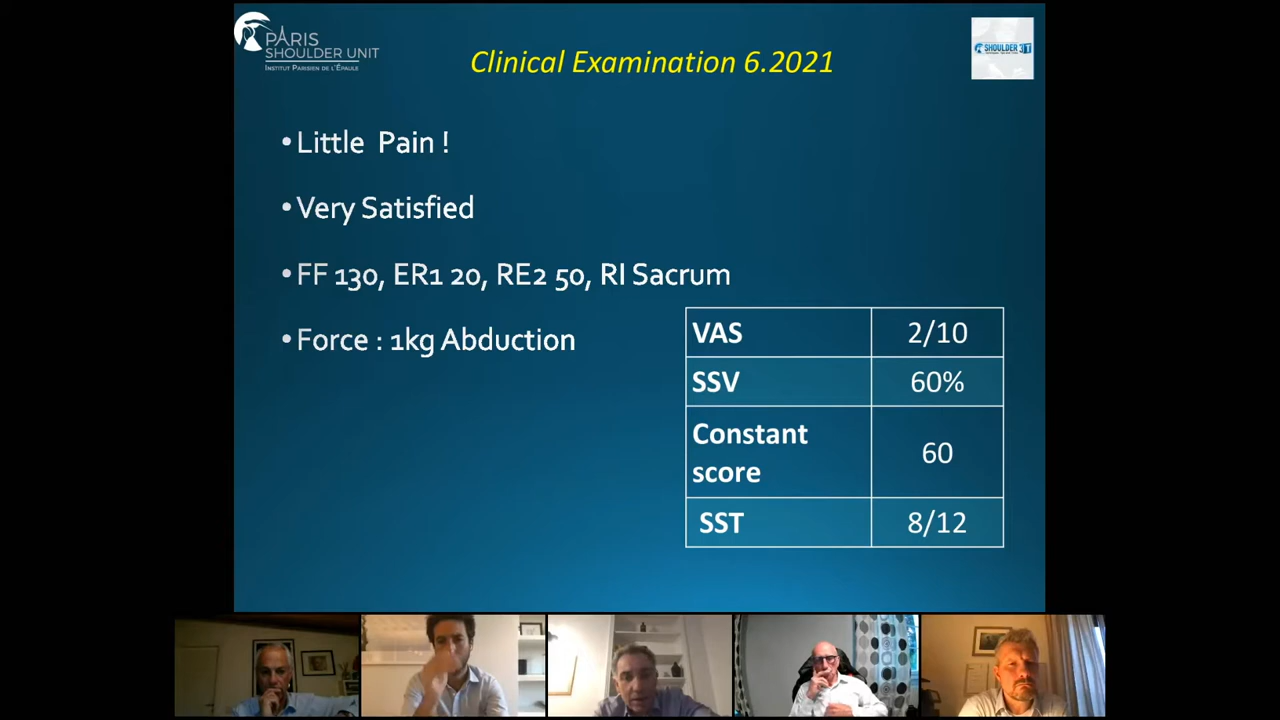 PARIS
SHOULDER UNIT
INSTITUT PARISIEN DE L'ÉPAULE
Clinical Examination 6.2021
SHOULDER
• Little Pain !
• Very Satisfied
• FF 130, ER1 20, RE2 50, RI Sacrum
• Force : 1kg Abduction
VAS 2/10
SSV 60%
Constant
score 60
SST 8/12